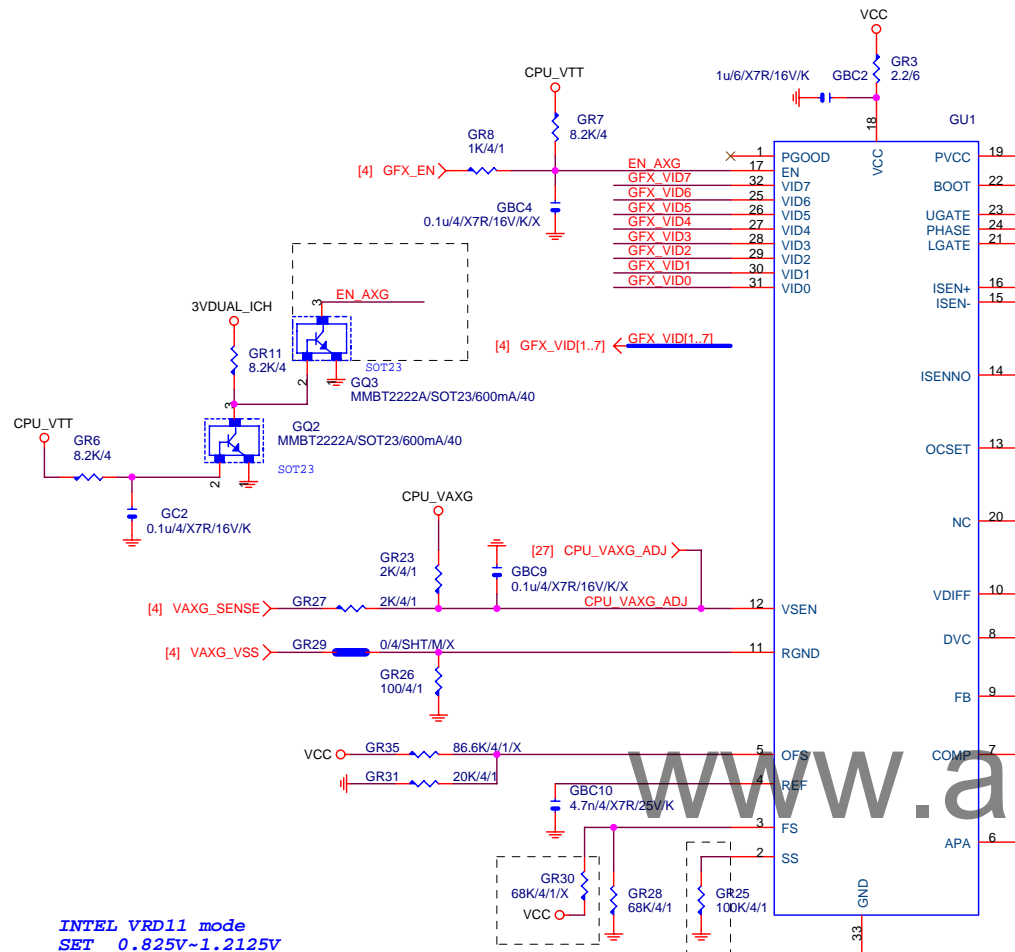 VCC
GR3
2.2/6
1u/6/X7R/16V/K
GBC2
18
GU1
CPU_VTT
GR7
8.2K/4
GR8
1K/4/1
[4] GFX_EN
GBC4
0.1u/4/X7R/16V/K/X
EN_AXG
GFX_VID7
GFX_VID6
GFX_VID5
GFX_VID4
GFX_VID3
GFX_VID2
GFX_VID1
GFX_VID0
1 PGOOD
17 EN
32 VID7
25 VID6
26 VID5
27 VID4
28 VID3
29 VID2
30 VID1
31 VID0
VCC
PVCC 19
BOOT 22
UGATE 23
PHASE 24
LGATE 21
ISEN+ 16
ISEN- 15
ISENNO 14
OCSET 13
NC 20
VDIFF 10
DVC 8
FB 9
COMP 7
APA 6
[4] GFX_VID[1..7]
GFX_VID[1..7]
EN_AXG
3
3VDUAL_ICH
GR11
8.2K/4
2
1
SOT23
GQ3
MMBT2222A/SOT23/600mA/40
3
CPU_VTT
GR6
8.2K/4
GQ2
MMBT2222A/SOT23/600mA/40
SOT23
2
1
GC2
0.1u/4/X7R/16V/K
CPU_VAXG
GR23
2K/4/1
GBC9
0.1u/4/X7R/16V/K/X
[27] CPU_VAXG_ADJ
[4] VAXG_SENSE
GR27
2K/4/1
CPU_VAXG_ADJ
12 VSEN
[4] VAXG_VSS
GR29
0/4/SHT/M/X
11 RGND
GR26
100/4/1
VCC
GR35
86.6K/4/1/X
5 OFS
GR31
20K/4/1
4 REF
GBC10
4.7n/4/X7R/25V/K
3 FS
2 SS
GR30
68K/4/1/X
VCC
GR28
68K/4/1
GR25
100K/4/1
GND
33
www.a
INTEL VRD11 mode
SET 0.825V~1.2125V